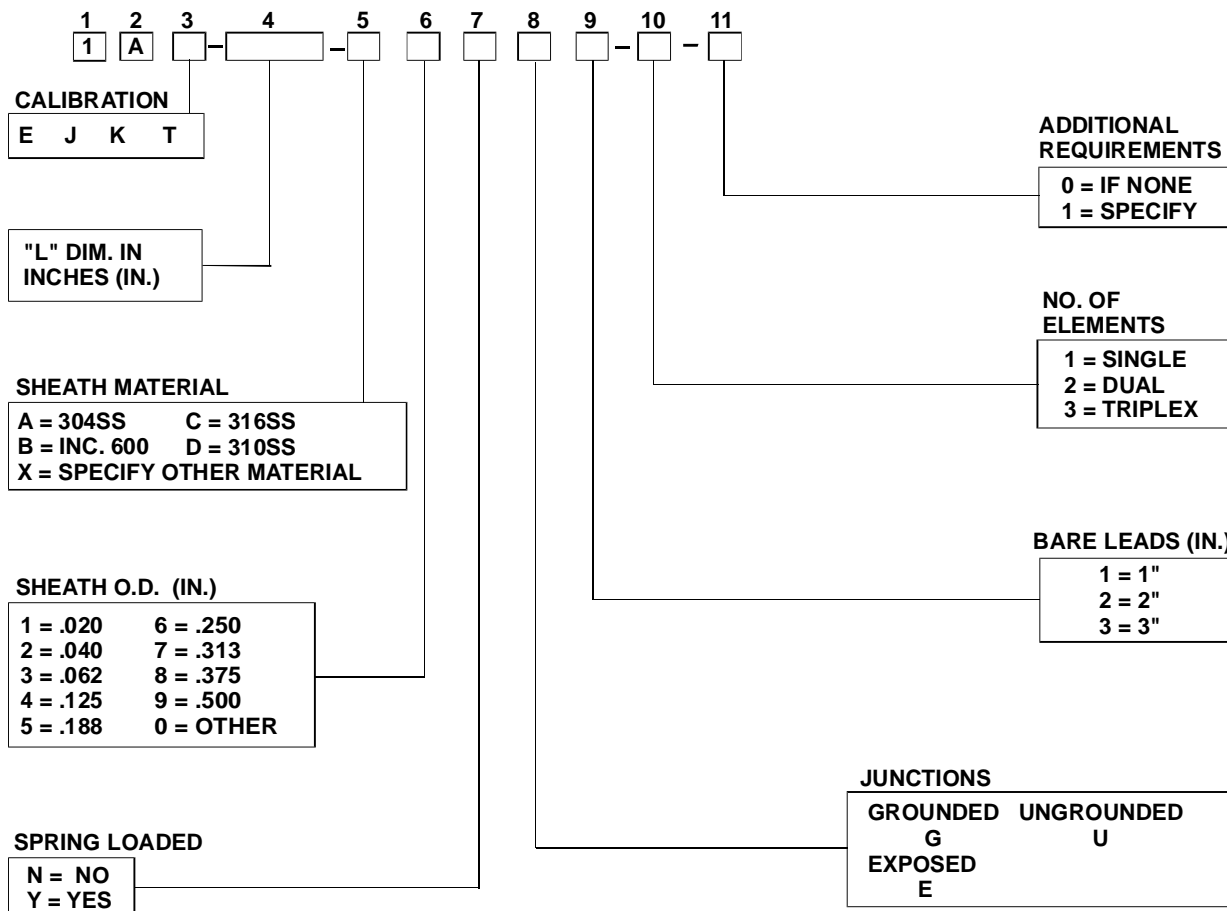 1 2 3 4 5 6 7 8 9 10 11
1 A - - - -
CALIBRATION
E J K T
"L" DIM. IN
INCHES (IN.)
SHEATH MATERIAL
A = 304SS C = 316SS
B = INC. 600 D = 310SS
X = SPECIFY OTHER MATERIAL
SHEATH O.D. (IN.)
1 = .020 6 = .250
2 = .040 7 = .313
3 = .062 8 = .375
4 = .125 9 = .500
5 = .188 0 = OTHER
SPRING LOADED
N = NO
Y = YES
ADDITIONAL
REQUIREMENTS
0 = IF NONE
1 = SPECIFY
NO. OF
ELEMENTS
1 = SINGLE
2 = DUAL
3 = TRIPLEX
BARE LEADS (IN.)
1 = 1"
2 = 2"
3 = 3"
JUNCTIONS
GROUNDED UNGROUNDED
G U
EXPOSED
E